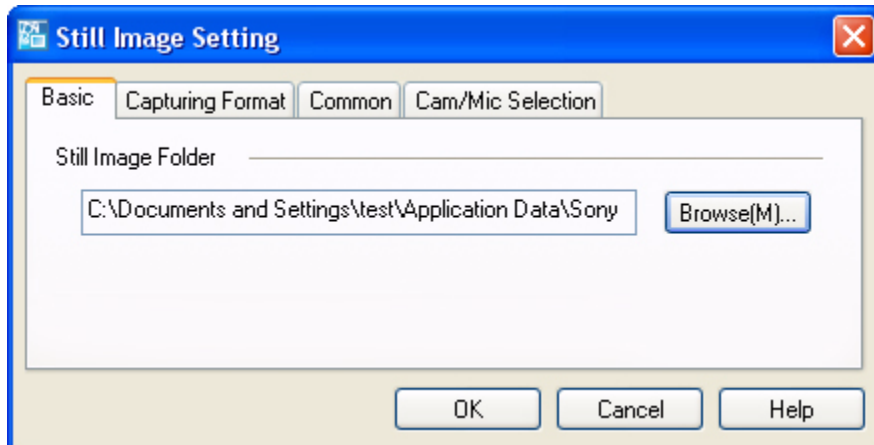 Still Image Setting
Basic Capturing Format Common Cam/Mic Selection
Still Image Folder
C:\Documents and Settings\test\Application Data\Sony Browse(M)...
OK Cancel Help